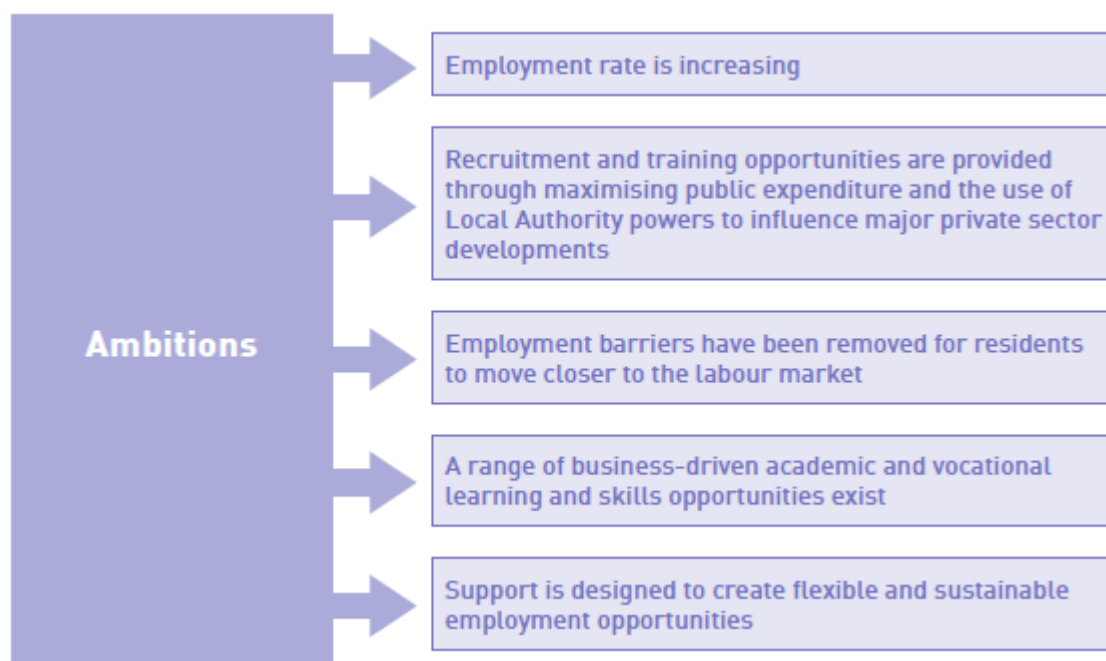 Ambitions
Employment rate is increasing
Recruitment and training opportunities are provided
through maximising public expenditure and the use of
Local Authority powers to influence major private sector
developments
Employment barriers have been removed for residents
to move closer to the labour market
A range of business-driven academic and vocational
learning and skills opportunities exist
Support is designed to create flexible and sustainable
employment opportunities